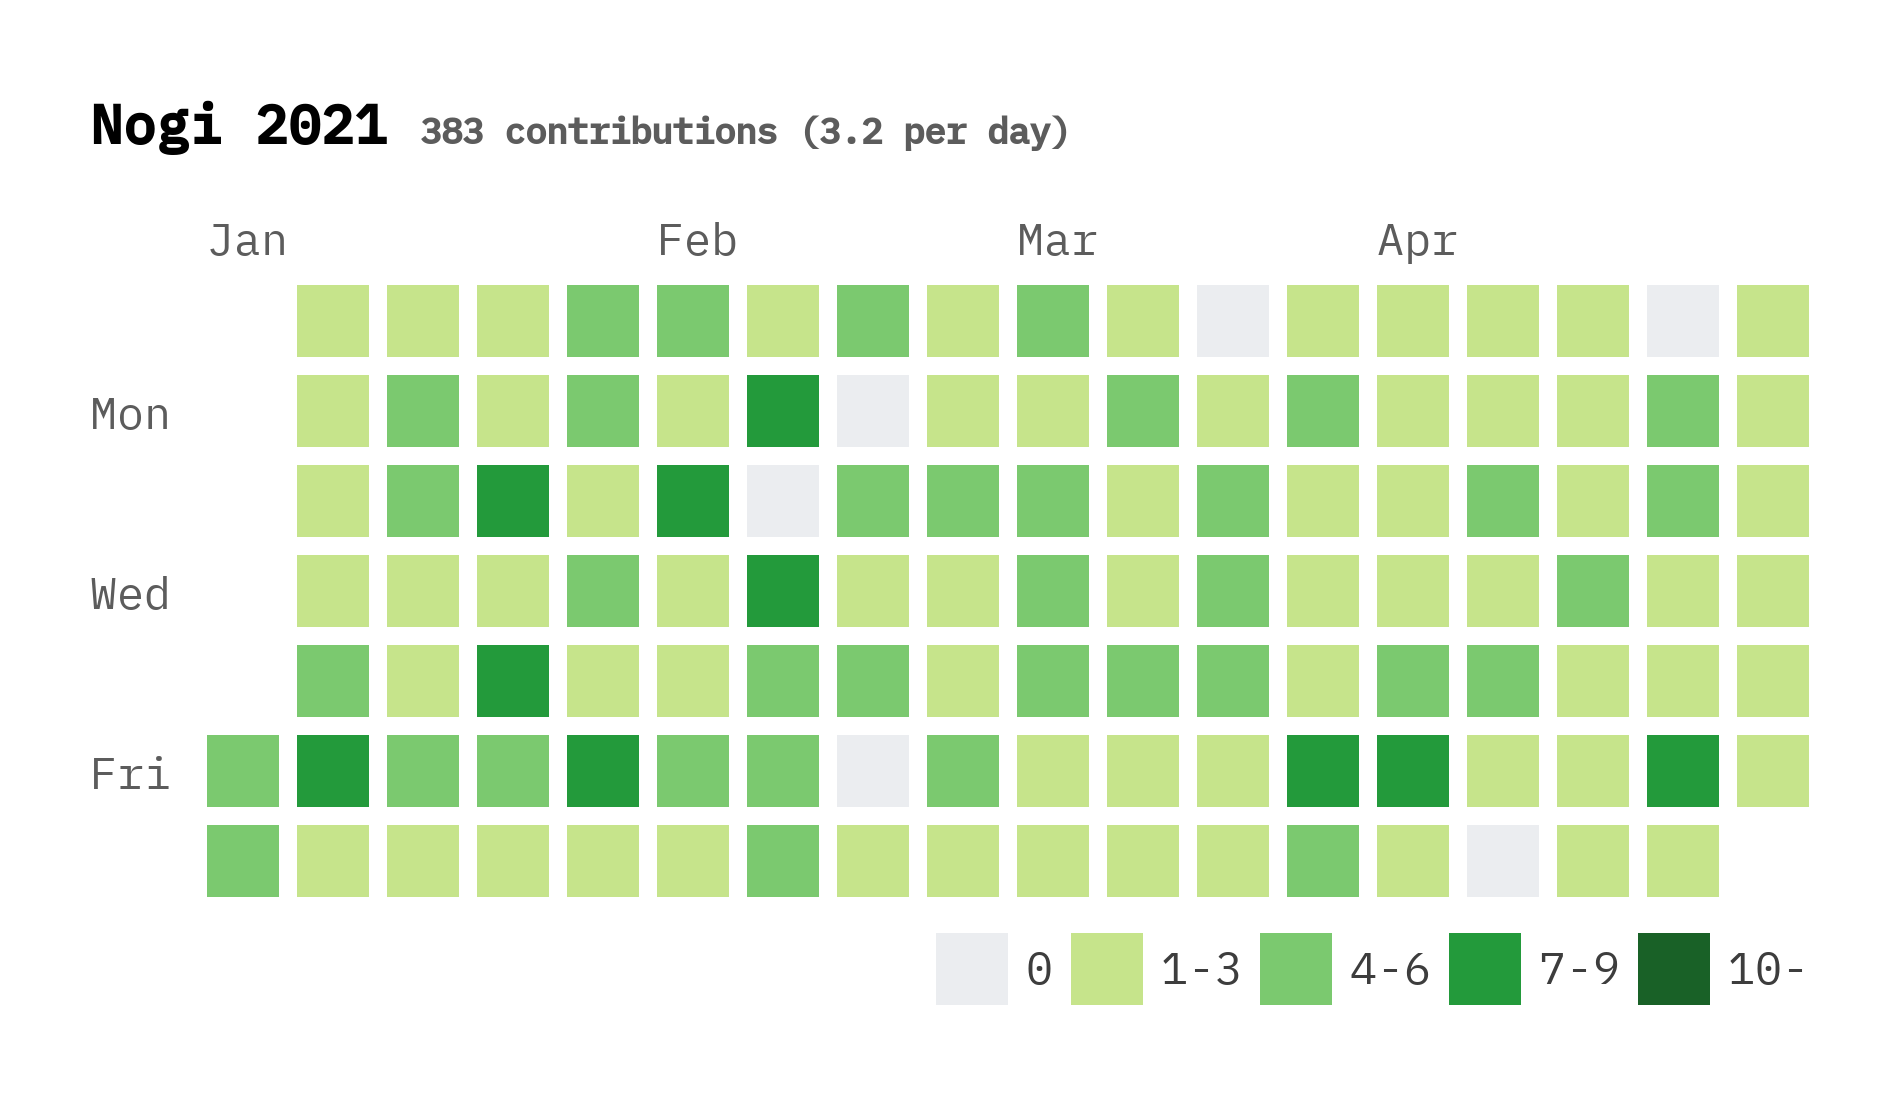 Nogi 2021 383 contributions (3.2 per day)
Jan Feb Mar Apr
Mon
Wed
Fri
0 1-3 4-6 7-9 10-